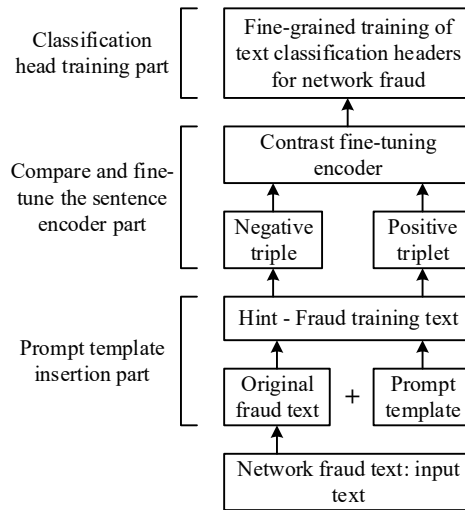 Classification
head training part
Fine-grained training of
text classification headers
for network fraud
Compare and fine-
tune the sentence
encoder part
Contrast fine-tuning
encoder
Negative
triple
Positive
triplet
Prompt template
insertion part
Hint - Fraud training text
Original
fraud text
+
Prompt
template
Network fraud text: input
text